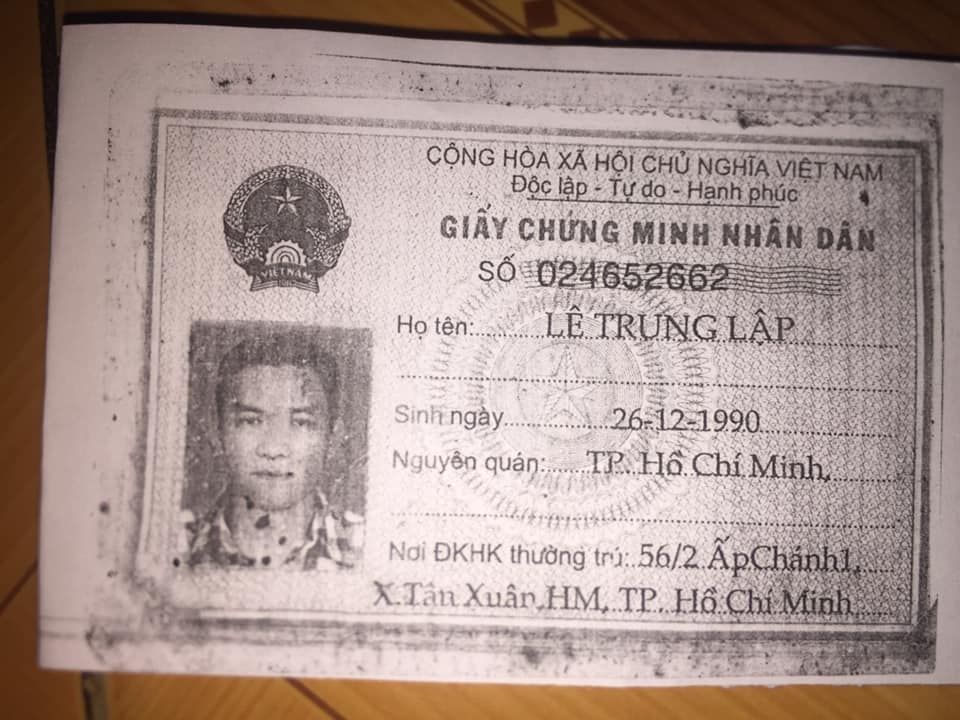 CỘNG HÒA XÃ HỘI CHỦ NGHĨA VIỆT NAM
Độc lập - Tự do - Hạnh phúc
GIẤY CHỨNG MINH NHÂN DÂN
SỐ 024652662
VIỆT NAM
Họ tên: LÊ TRUNG LẬP
Sinh ngày 26-12-1990
Nguyên quán: TP. Hồ Chí Minh,
Nơi ĐKHK thường trú: 56/2 Ấp Chánh1,
X.Tân Xuân, HM, TP. Hồ Chí Minh